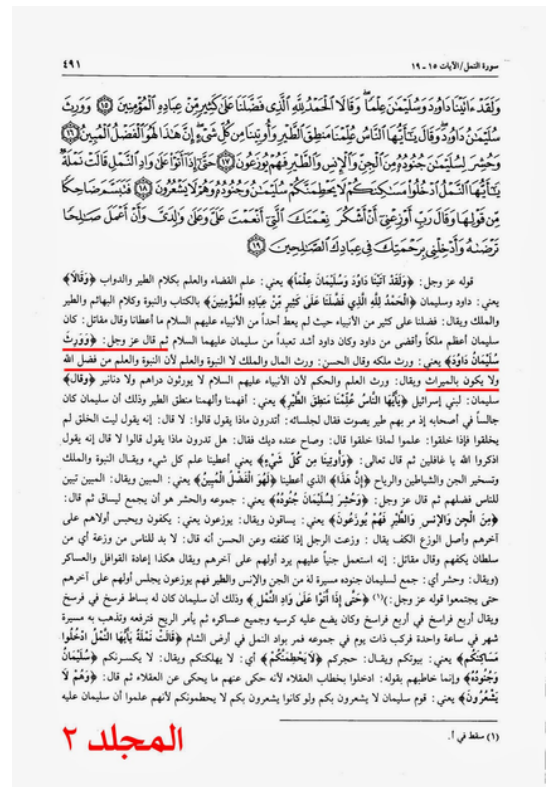 سورة النمل/الآيات ١٥ - ١٩ ٤٩١
وَلَقَدْ ءَاتَيْنَا دَاوُۥدَ وَسُلَيْمَٰنَ عِلْمًا ۖ وَقَالَا ٱلْحَمْدُ لِلَّهِ ٱلَّذِى فَضَّلَنَا عَلَىٰ كَثِيرٍ مِّنْ عِبَادِهِ ٱلْمُؤْمِنِينَ ﴿١٥﴾ وَوَرِثَ
سُلَيْمَٰنُ دَاوُۥدَ ۖ وَقَالَ يَٰٓأَيُّهَا ٱلنَّاسُ عُلِّمْنَا مَنطِقَ ٱلطَّيْرِ وَأُوتِينَا مِن كُلِّ شَىْءٍ ۖ إِنَّ هَٰذَا لَهُوَ ٱلْفَضْلُ ٱلْمُبِينُ ﴿١٦﴾
وَحُشِرَ لِسُلَيْمَٰنَ جُنُودُهُۥ مِنَ ٱلْجِنِّ وَٱلْإِنسِ وَٱلطَّيْرِ فَهُمْ يُوزَعُونَ ﴿١٧﴾ حَتَّىٰٓ إِذَآ أَتَوْا۟ عَلَىٰ وَادِ ٱلنَّمْلِ قَالَتْ نَمْلَةٌ
يَٰٓأَيُّهَا ٱلنَّمْلُ ٱدْخُلُوا۟ مَسَٰكِنَكُمْ لَا يَحْطِمَنَّكُمْ سُلَيْمَٰنُ وَجُنُودُهُۥ وَهُمْ لَا يَشْعُرُونَ ﴿١٨﴾ فَتَبَسَّمَ ضَاحِكًا
مِّن قَوْلِهَا وَقَالَ رَبِّ أَوْزِعْنِىٓ أَنْ أَشْكُرَ نِعْمَتَكَ ٱلَّتِىٓ أَنْعَمْتَ عَلَىَّ وَعَلَىٰ وَٰلِدَىَّ وَأَنْ أَعْمَلَ صَٰلِحًا
تَرْضَىٰهُ وَأَدْخِلْنِى بِرَحْمَتِكَ فِى عِبَادِكَ ٱلصَّٰلِحِينَ ﴿١٩﴾
قوله عز وجل: ﴿وَلَقَدْ آتَيْنَا دَاوُدَ وَسُلَيْمَانَ عِلْماً﴾ يعني: علم القضاء والعلم بكلام الطير والدواب ﴿وَقَالَا﴾
يعني: داود وسليمان ﴿الْحَمْدُ لِلَّهِ الَّذِي فَضَّلَنَا عَلَى كَثِيرٍ مِّنْ عِبَادِهِ الْمُؤْمِنِينَ﴾ بالكتاب والنبوة وكلام البهائم والطير
والملك ويقال: فضلنا على كثير من الأنبياء حيث لم يعط أحداً من الأنبياء عليهم السلام ما أعطانا وقال مقاتل: كان
سليمان أعظم ملكاً وأقضى من داود وكان داود أشد تعبداً من سليمان عليهما السلام ثم قال عز وجل: ﴿وَوَرِثَ
سُلَيْمَانُ دَاوُدَ﴾ يعني: ورث ملكه وقال الحسن: ورث المال والملك لا النبوة والعلم لأن النبوة والعلم من فضل الله
ولا يكون بالميراث ويقال: ورث العلم والحكم لأن الأنبياء عليهم السلام لا يورثون دراهم ولا دنانير ﴿وقال﴾
سليمان: لبني إسرائيل ﴿يَأَيُّهَا النَّاسُ عُلِّمْنَا مَنطِقَ الطَّيْرِ﴾ يعني: أفهمنا وألهمنا منطق الطير وذلك أن سليمان كان
جالساً في أصحابه إذ مر بهم طير يصوت فقال لجلسائه: أتدرون ماذا يقول قالوا: لا قال: إنه يقول ليت الخلق لم
يخلقوا فإذا خلقوا: علموا لماذا خلقوا قال: وصاح عنده ديك فقال: هل تدرون ماذا يقول قالوا لا قال إنه يقول
اذكروا الله يا غافلين ثم قال تعالى: ﴿وَأُوتِينَا مِن كُلِّ شَيْءٍ﴾ يعني أعطينا علم كل شيء ويقال النبوة والملك
وتسخير الجن والشياطين والرياح ﴿إِنَّ هَذَا﴾ الذي أعطينا ﴿لَهُوَ الْفَضْلُ الْمُبِينُ﴾ يعني: المبين ويقال: المبين تبين
للناس فضلهم ثم قال عز وجل: ﴿وَحُشِرَ لِسُلَيْمَانَ جُنُودُهُ﴾ يعني: جموعه والحشر هو أن يجمع ليساق ثم قال:
﴿مِنَ الْجِنِّ وَالإِنسِ وَالطَّيْرِ فَهُمْ يُوزَعُونَ﴾ يعني: يساقون ويقال: يوزعون يعني: يكفون ويحبس أولاهم على
آخرهم وأصل الوزع الكف يقال: وزعت الرجل إذا كففته وعن الحسن أنه قال: لا بد للناس من وزعة أي من
سلطان يكفهم وقال مقاتل: إنه استعمل جنياً عليهم يرد أولهم على آخرهم ويقال هكذا إعادة القوافل والعساكر
(ويقال: وحشر أي: جمع لسليمان جنوده مسيرة له من الجن والإنس والطير فهم يوزعون يجلس أولهم على آخرهم
حتى يجتمعوا قوله عز وجل:)(١) ﴿حَتَّى إِذَا أَتَوْا عَلَى وَادِ النَّمْلِ﴾ وذلك أن سليمان كان له بساط فرسخ في فرسخ
ويقال أربع فراسخ في أربع فراسخ وكان يضع عليه كرسيه وجميع عساكره ثم يأمر الريح فترفعه وتذهب به مسيرة
شهر في ساعة واحدة فركب ذات يوم في جموعه فمر بواد النمل في أرض الشام ﴿قَالَتْ نَمْلَةٌ يَأَيُّهَا النَّمْلُ ادْخُلُوا
مَسَاكِنَكُمْ﴾ يعني: بيوتكم ويقال: حجركم ﴿لَا يَحْطِمَنَّكُمْ﴾ أي: لا يهلكنكم ويقال: لا يكسرنكم ﴿سُلَيْمَانُ
وَجُنُودُهُ﴾ وإنما خاطبهم بقوله: ادخلوا بخطاب العقلاء لأنه حكى عنهم ما يحكى عن العقلاء ثم قال: ﴿وَهُمْ لَا
يَشْعُرُونَ﴾ يعني: قوم سليمان لا يشعرون بكم ولو كانوا يشعرون بكم لا يحطمونكم لأنهم علموا أن سليمان عليه
(١) سقط في أ.
المجلد ٢